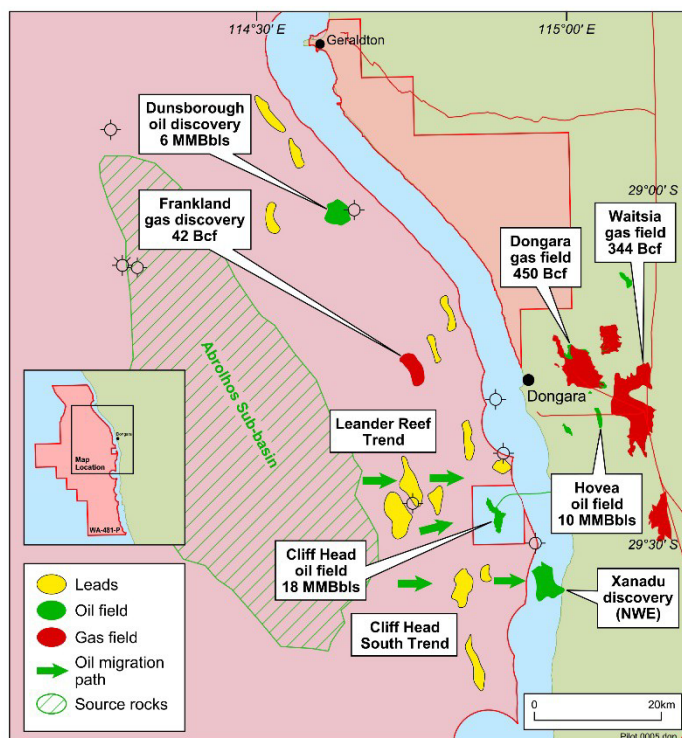 114°30' E
115°00' E
Geraldton
Dunsborough
oil discovery
6 MMBbls
Frankland
gas discovery
42 Bcf
29°00' S
Waitsia
gas field
344 Bcf
Dongara
gas field
450 Bcf
Abrolhos Sub-basin
Dongara
Leander Reef
Trend
Map
Location
WA-481-P
Hovea
oil field
10 MMBbls
29°30' S
Cliff Head
oil field
18 MMBbls
Xanadu
discovery
(NWE)
Cliff Head
South Trend
Leads
Oil field
Gas field
Oil migration
path
Source rocks
0
20km